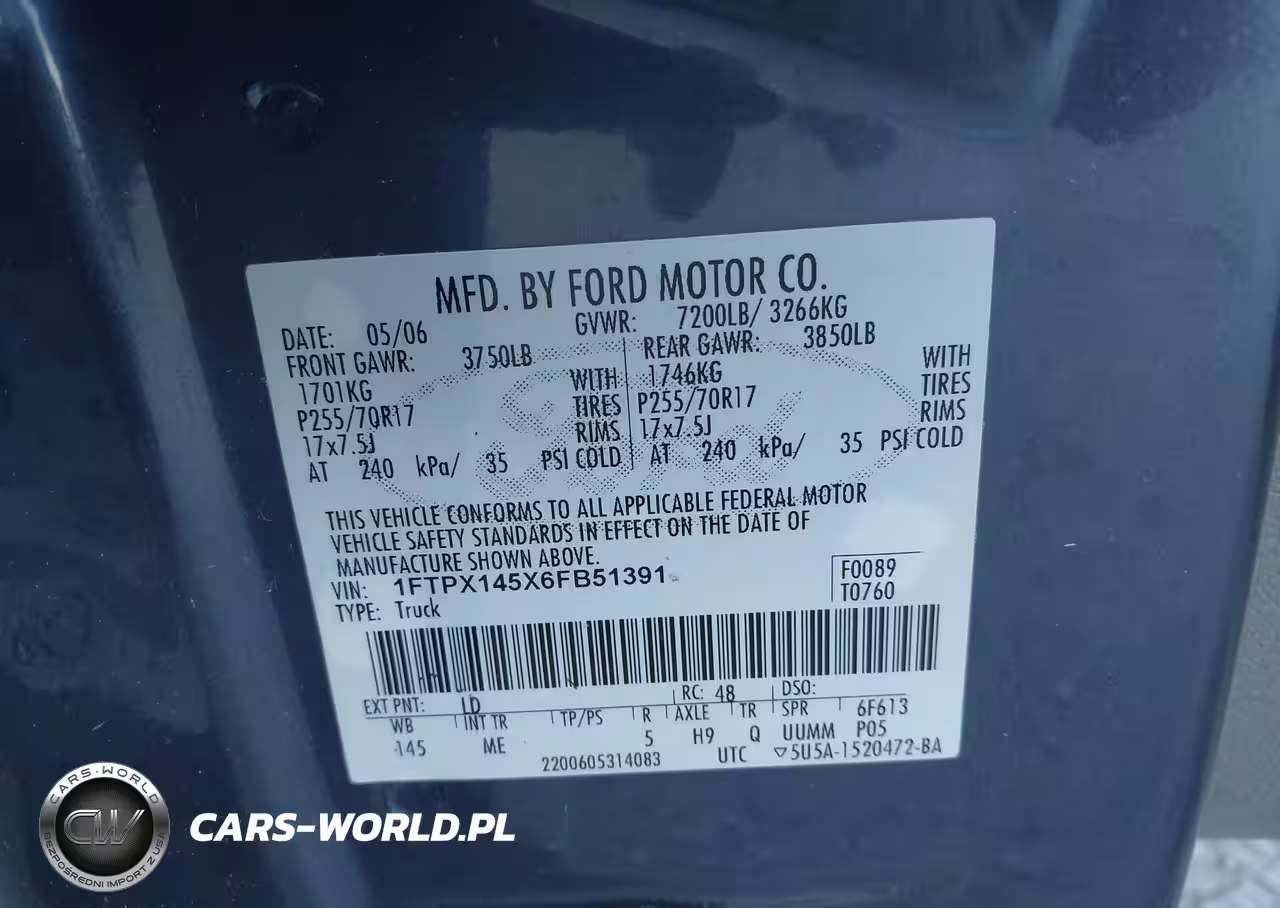 MFD. BY FORD MOTOR CO.
DATE: 05/06 GVWR: 7200LB/ 3266KG
FRONT GAWR: 3750LB REAR GAWR: 3850LB
1701KG WITH 1746KG WITH
P255/70R17 TIRES P255/70R17 TIRES
17x7.5J RIMS 17x7.5J RIMS
AT 240 kPa/ 35 PSI COLD AT 240 kPa/ 35 PSI COLD
THIS VEHICLE CONFORMS TO ALL APPLICABLE FEDERAL MOTOR
VEHICLE SAFETY STANDARDS IN EFFECT ON THE DATE OF
MANUFACTURE SHOWN ABOVE.
VIN: 1FTPX145X6FB51391
F0089
TYPE: Truck
T0760
EXT PNT: LD RC: 48 DSO:
WB INT TR TP/PS R AXLE TR SPR 6F613
145 ME 5 H9 Q UUMM P05
2200605314083 UTC ▽5U5A-1520472-BA
CARS-WORLD
CW
BEZPOŚREDNI IMPORT Z USA
CARS-WORLD.PL